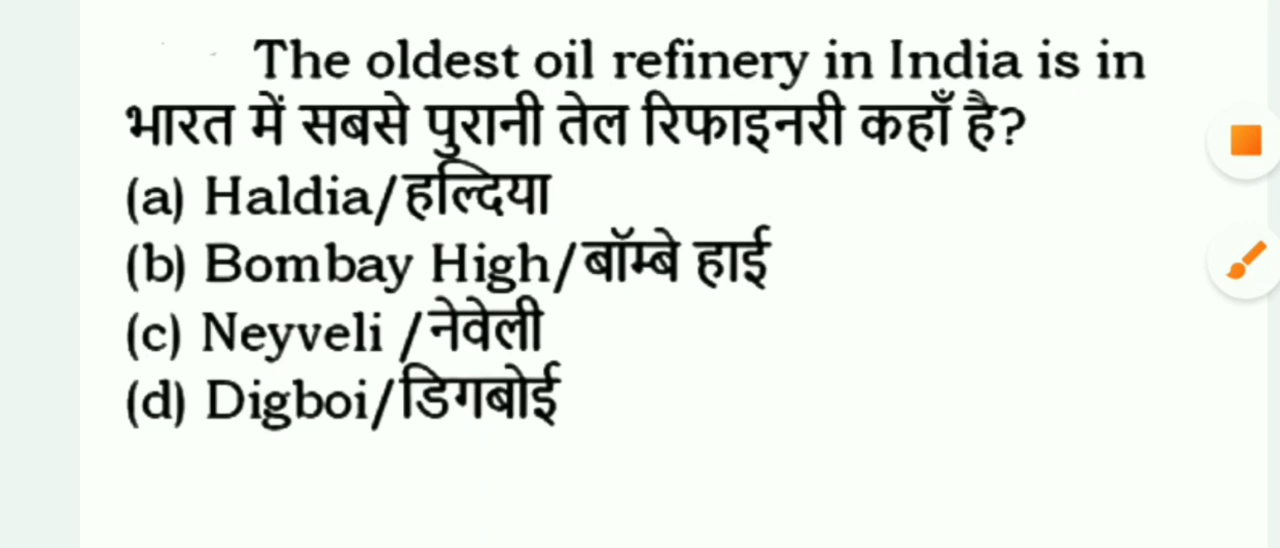 The oldest oil refinery in India is in
भारत में सबसे पुरानी तेल रिफाइनरी कहाँ है?
(a) Haldia/हल्दिया
(b) Bombay High/बॉम्बे हाई
(c) Neyveli /नेवेली
(d) Digboi/डिगबोई